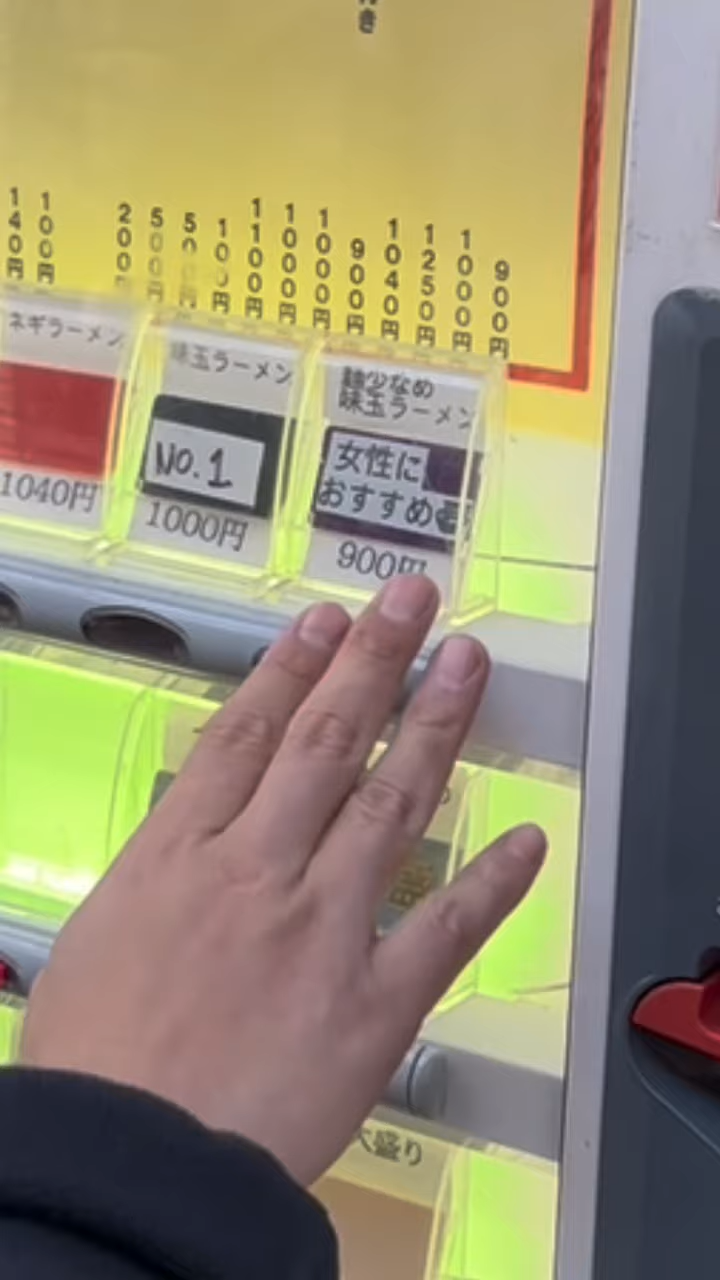 き
900円
1000円
1250円
1040円
900円
1000円
1000円
1100円
100円
500円
200円
100円
140円
ネギラーメン
1040円
味玉ラーメン
NO.1
1000円
麺少なめ
味玉ラーメン
女性に
おすすめ
900円
大盛り